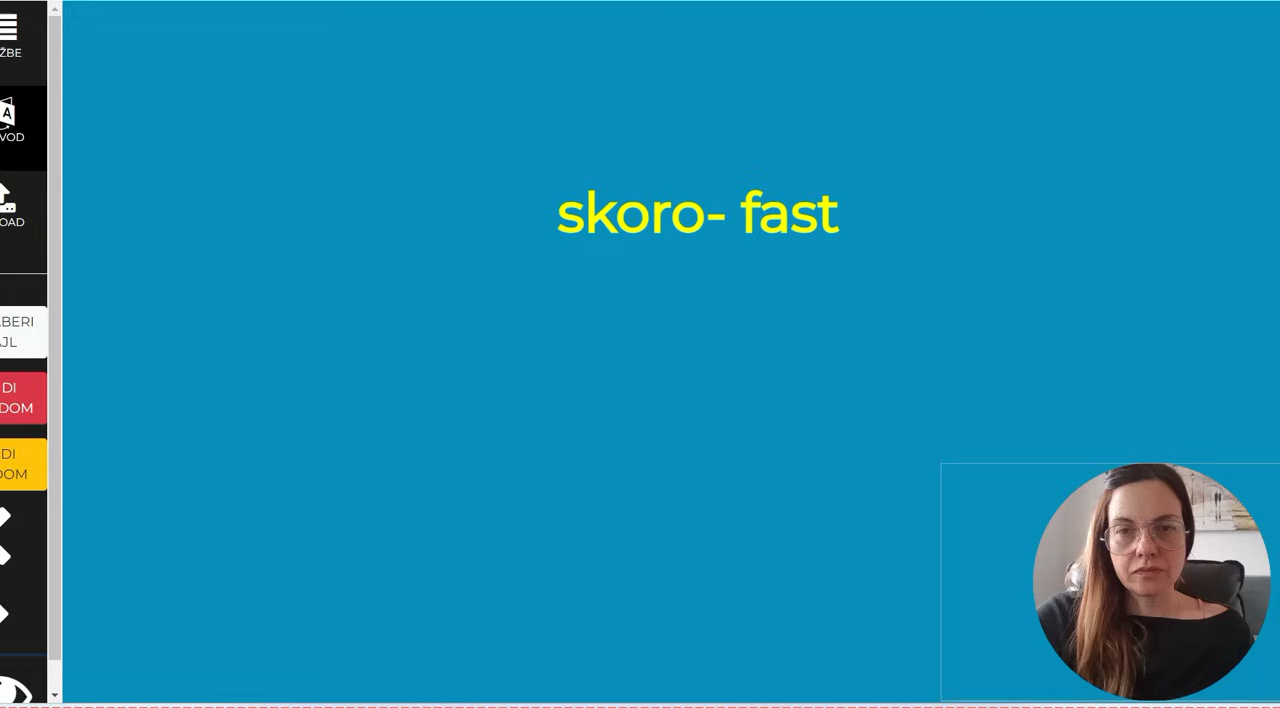 ŽBE
VOD
OAD
BERI
JL
DI
DOM
DI
DOM
skoro- fast